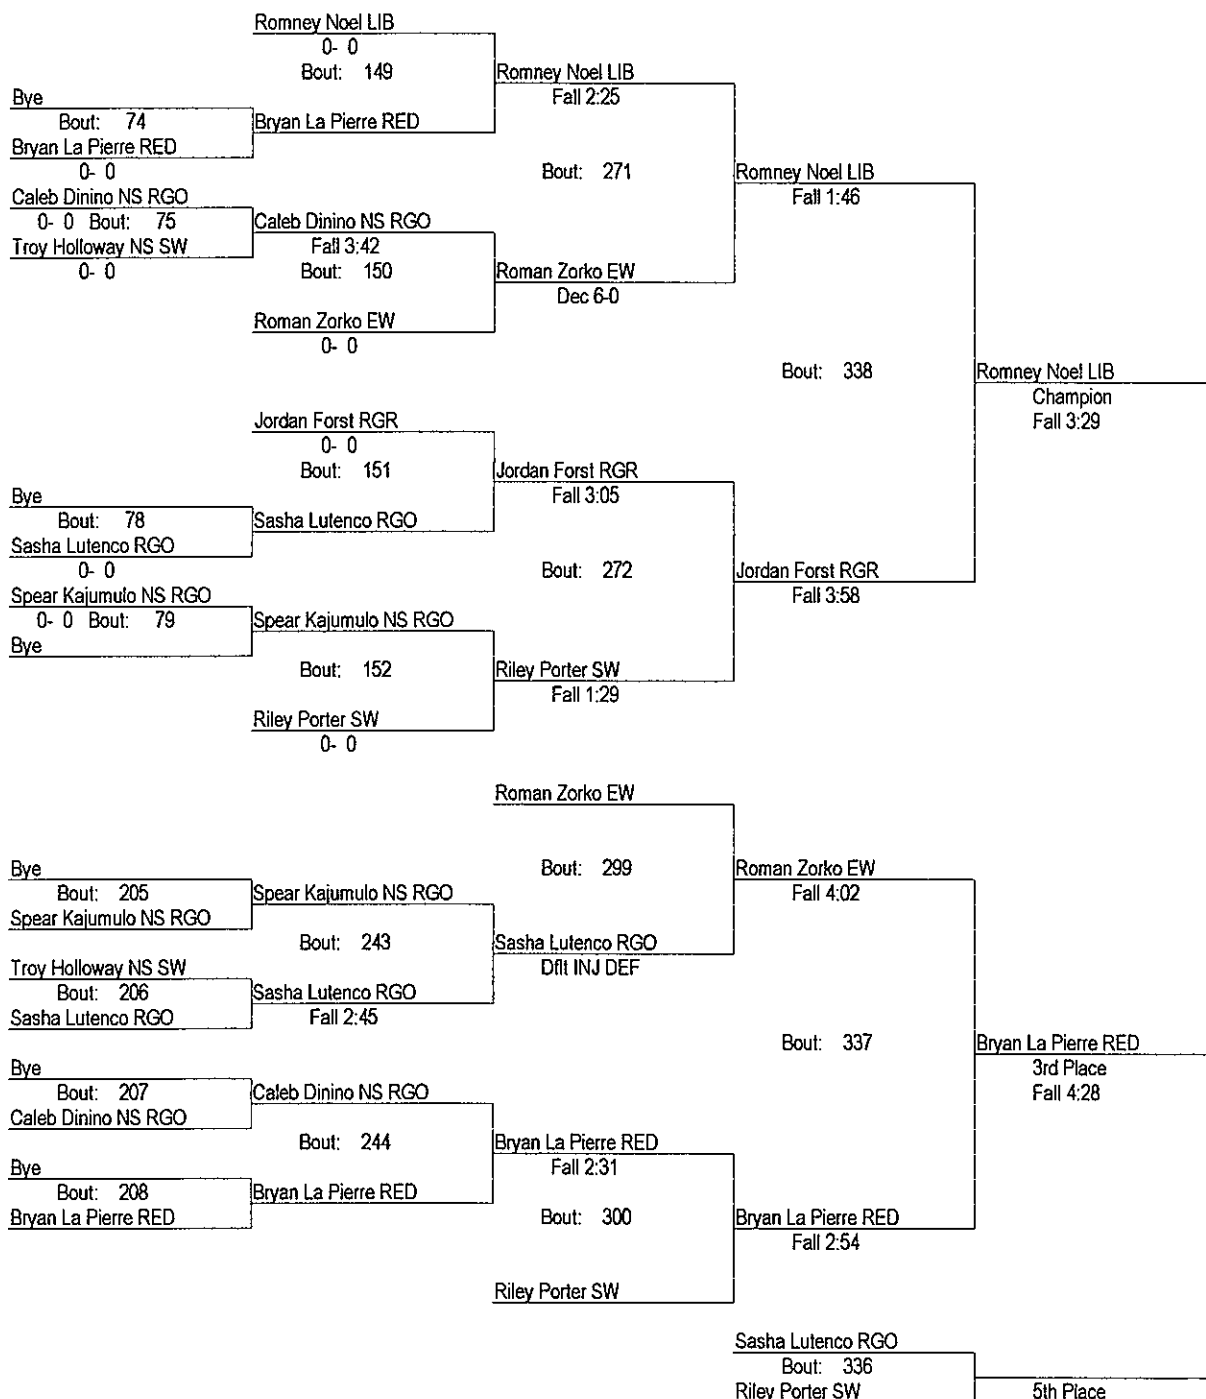 Romney Noel LIB
0- 0
Bout: 149
Romney Noel LIB
Fall 2:25
Bye
Bout: 74
Bryan La Pierre RED
Bryan La Pierre RED
0- 0
Bout: 271
Romney Noel LIB
Fall 1:46
Caleb Dinino NS RGO
0- 0 Bout: 75
Caleb Dinino NS RGO
Troy Holloway NS SW
Fall 3:42
0- 0
Bout: 150
Roman Zorko EW
Dec 6-0
Roman Zorko EW
0- 0
Bout: 338
Romney Noel LIB
Champion
Fall 3:29
Jordan Forst RGR
0- 0
Bout: 151
Jordan Forst RGR
Fall 3:05
Bye
Bout: 78
Sasha Lutenco RGO
Sasha Lutenco RGO
0- 0
Bout: 272
Jordan Forst RGR
Fall 3:58
Spear Kajumulo NS RGO
0- 0 Bout: 79
Spear Kajumulo NS RGO
Bye
Bout: 152
Riley Porter SW
Fall 1:29
Riley Porter SW
0- 0
Roman Zorko EW
Bye
Bout: 299
Roman Zorko EW
Fall 4:02
Bout: 205
Spear Kajumulo NS RGO
Spear Kajumulo NS RGO
Bout: 243
Sasha Lutenco RGO
Dflt INJ DEF
Troy Holloway NS SW
Bout: 206
Sasha Lutenco RGO
Sasha Lutenco RGO
Fall 2:45
Bout: 337
Bryan La Pierre RED
3rd Place
Fall 4:28
Bye
Bout: 207
Caleb Dinino NS RGO
Caleb Dinino NS RGO
Bout: 244
Bryan La Pierre RED
Fall 2:31
Bye
Bout: 208
Bryan La Pierre RED
Bryan La Pierre RED
Bout: 300
Bryan La Pierre RED
Fall 2:54
Riley Porter SW
Sasha Lutenco RGO
Bout: 336
Riley Porter SW
5th Place